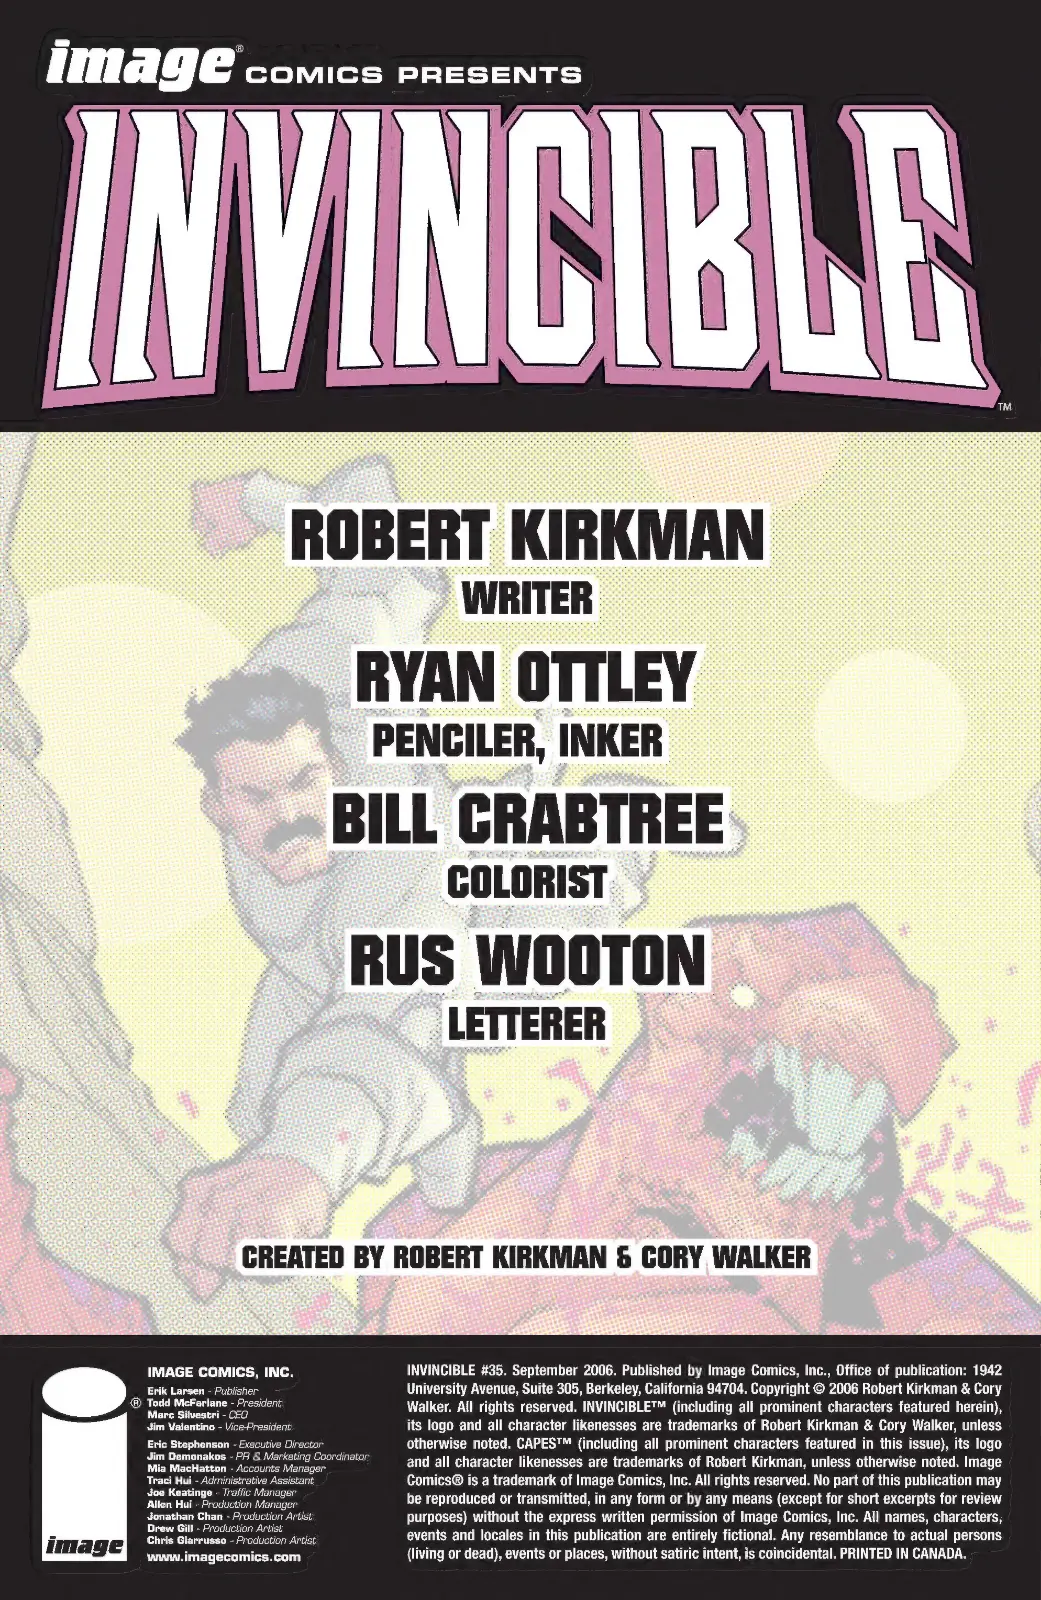 image® COMICS PRESENTS
INVINCIBLE™
ROBERT KIRKMAN
WRITER
RYAN OTTLEY
PENCILER, INKER
BILL CRABTREE
COLORIST
RUS WOOTON
LETTERER
CREATED BY ROBERT KIRKMAN & CORY WALKER
®
image
IMAGE COMICS, INC.
Erik Larsen - Publisher
Todd McFarlane - President
Marc Silvestri - CEO
Jim Valentino - Vice-President
Eric Stephenson - Executive Director
Jim Demonakos - PR & Marketing Coordinator
Mia MacHatton - Accounts Manager
Traci Hui - Administrative Assistant
Joe Keatinge - Traffic Manager
Allen Hui - Production Manager
Jonathan Chan - Production Artist
Drew Gill - Production Artist
Chris Giarrusso - Production Artist
www.imagecomics.com
INVINCIBLE #35. September 2006. Published by Image Comics, Inc., Office of publication: 1942
University Avenue, Suite 305, Berkeley, California 94704. Copyright © 2006 Robert Kirkman & Cory
Walker. All rights reserved. INVINCIBLE™ (including all prominent characters featured herein),
its logo and all character likenesses are trademarks of Robert Kirkman & Cory Walker, unless
otherwise noted. CAPES™ (including all prominent characters featured in this issue), its logo
and all character likenesses are trademarks of Robert Kirkman, unless otherwise noted. Image
Comics® is a trademark of Image Comics, Inc. All rights reserved. No part of this publication may
be reproduced or transmitted, in any form or by any means (except for short excerpts for review
purposes) without the express written permission of Image Comics, Inc. All names, characters,
events and locales in this publication are entirely fictional. Any resemblance to actual persons
(living or dead), events or places, without satiric intent, is coincidental. PRINTED IN CANADA.